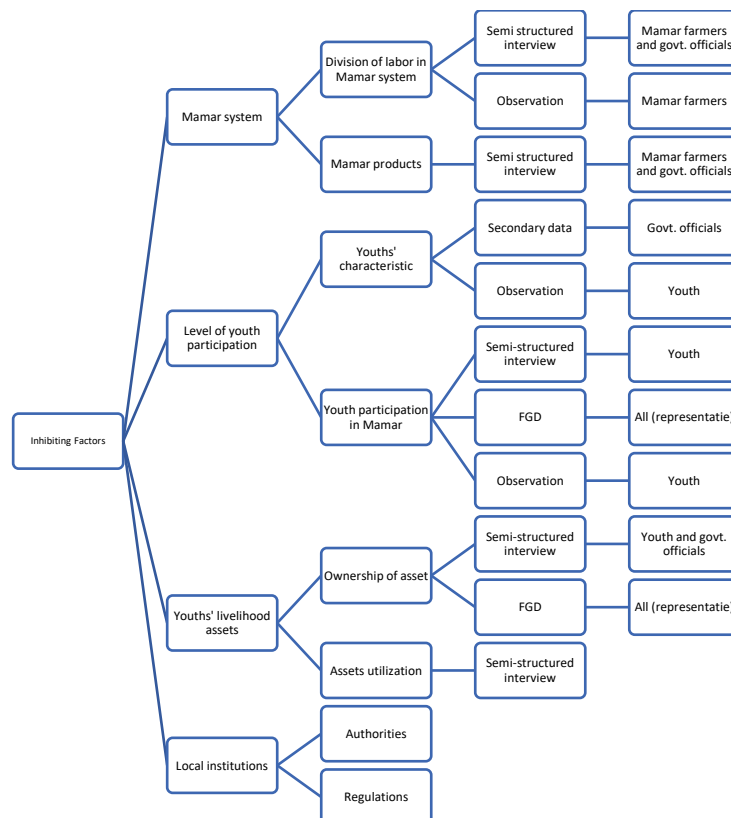 Inhibiting Factors
Mamar system
Division of labor in
Mamar system
Semi structured
interview
Mamar farmers
and govt. officials
Observation
Mamar farmers
Mamar products
Semi structured
interview
Mamar farmers
and govt. officials
Level of youth
participation
Youths'
characteristic
Secondary data
Govt. officials
Observation
Youth
Youth participation
in Mamar
Semi-structured
interview
Youth
FGD
All (representatie)
Observation
Youth
Youths' livelihood
assets
Ownership of asset
Semi-structured
interview
Youth and govt.
officials
FGD
All (representatie)
Assets utilization
Semi-structured
interview
Local institutions
Authorities
Regulations